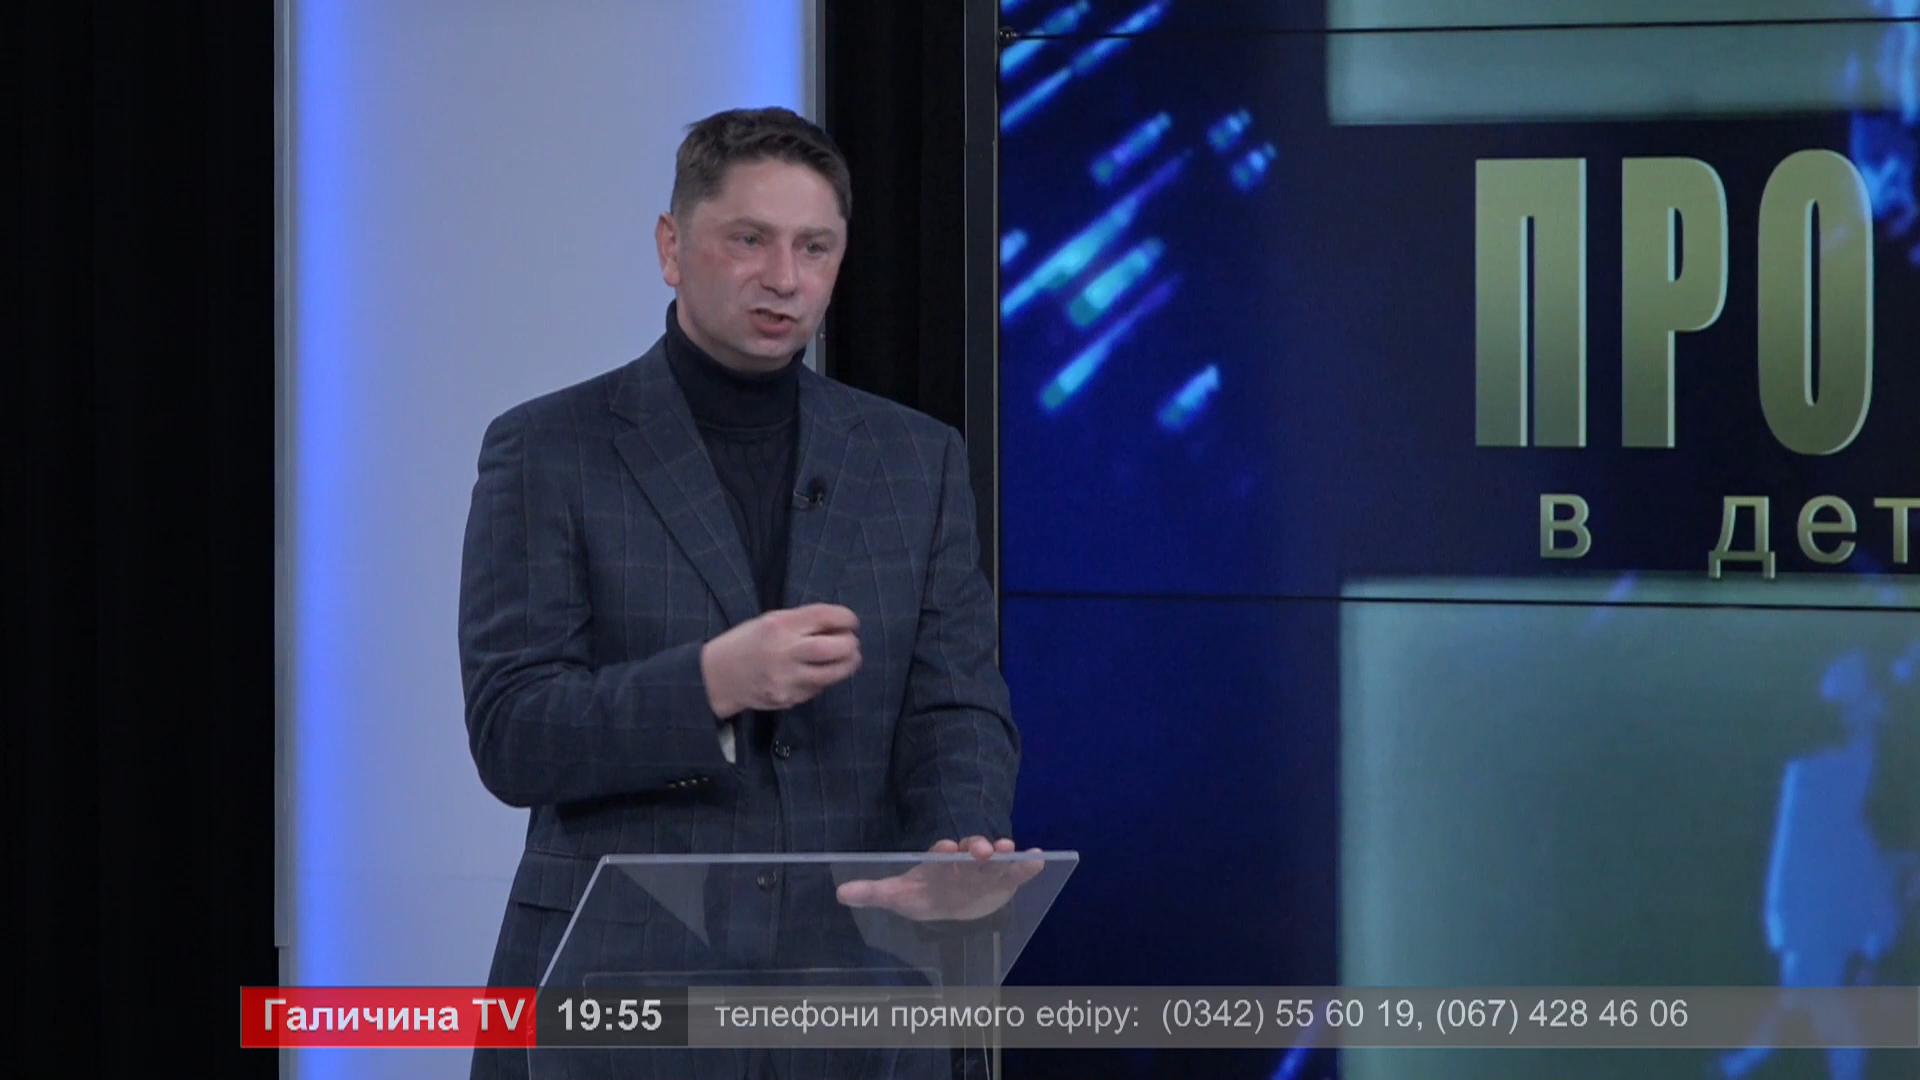 ПРО
в дет
Галичина TV 19:55 телефони прямого ефіру: (0342) 55 60 19, (067) 428 46 06